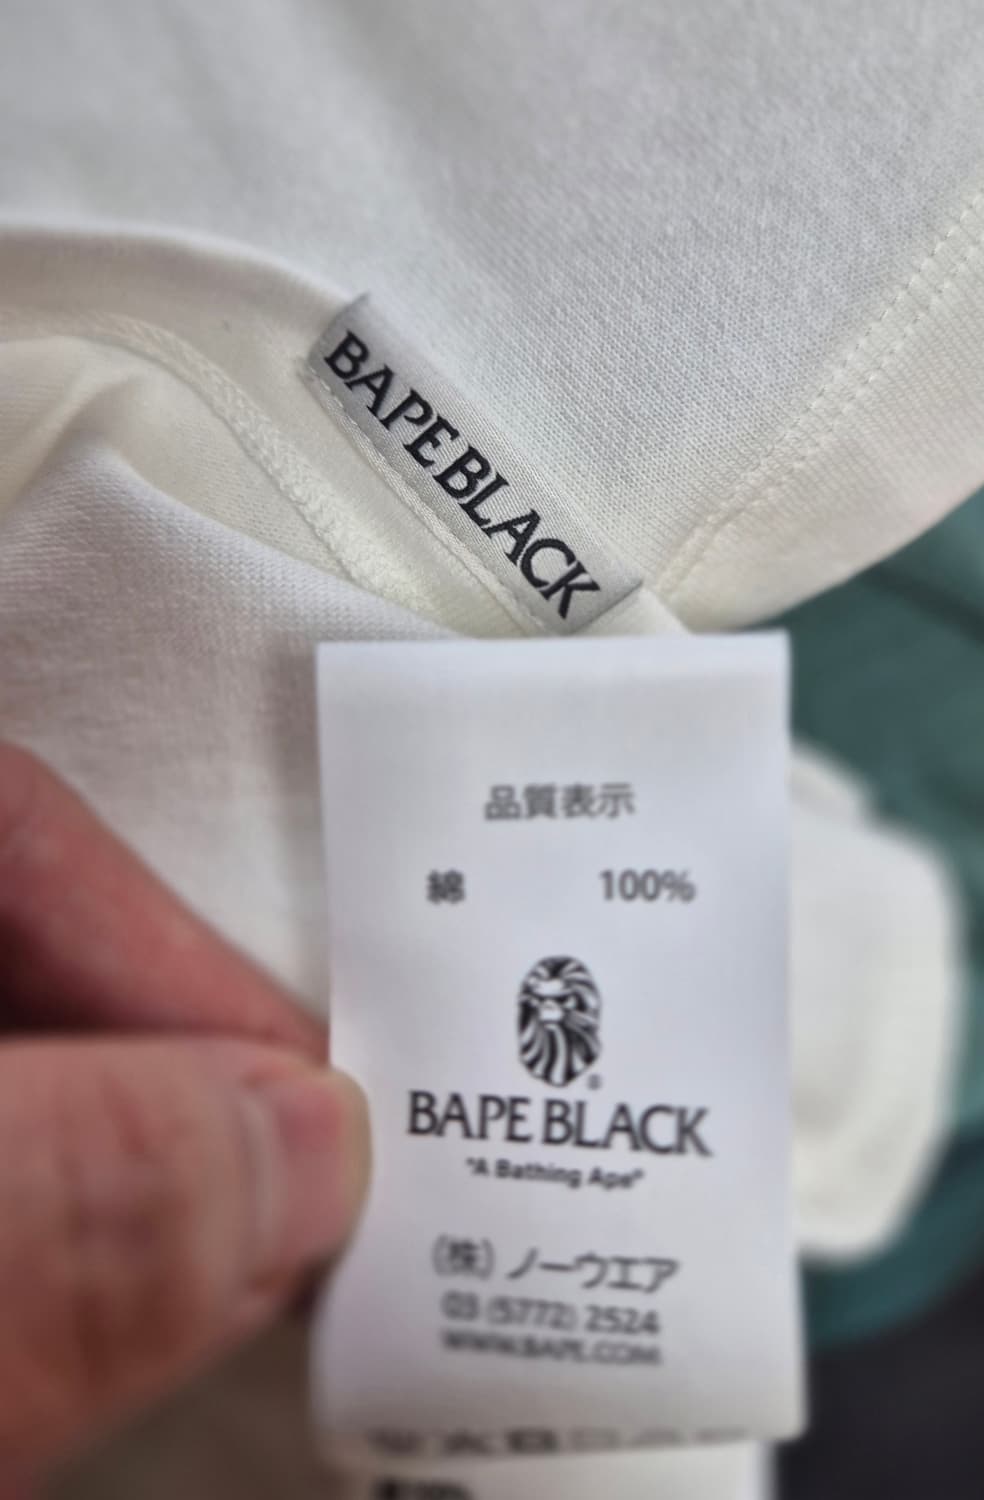 BAPE BLACK
品質表示
綿 100%
BAPE BLACK
"A Bathing Ape"
(株) ノーウエア
03 (5772) 2524
WWW.BAPE.COM